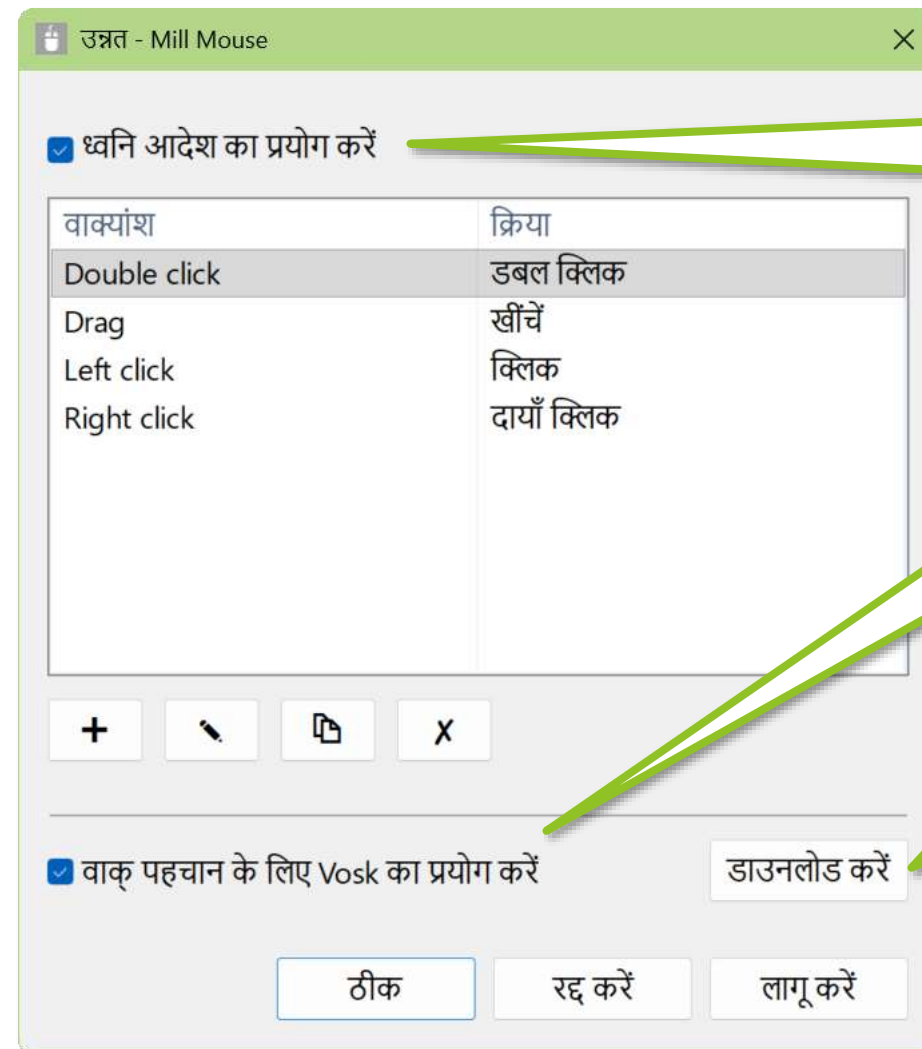 उन्नत - Mill Mouse
ध्वनि आदेश का प्रयोग करें
वाक्यांश क्रिया
Double click डबल क्लिक
Drag खींचें
Left click क्लिक
Right click दायाँ क्लिक
वाक् पहचान के लिए Vosk का प्रयोग करें डाउनलोड करें
ठीक रद्द करें लागू करें